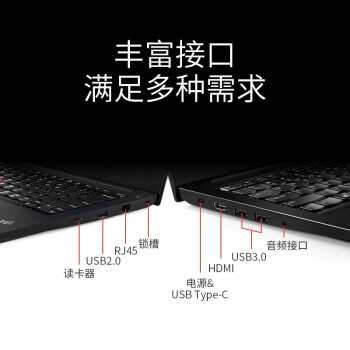 丰富接口
满足多种需求
读卡器
USB2.0
RJ45
锁槽
电源&
USB Type-C
HDMI
USB3.0
音频接口